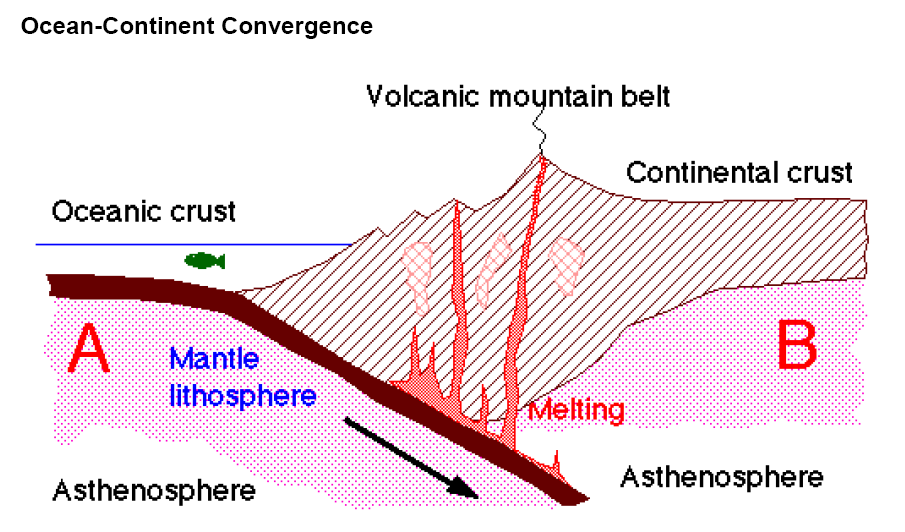 Ocean-Continent Convergence
Volcanic mountain belt
Continental crust
Oceanic crust
A
B
Mantle
lithosphere
Melting
Asthenosphere
Asthenosphere